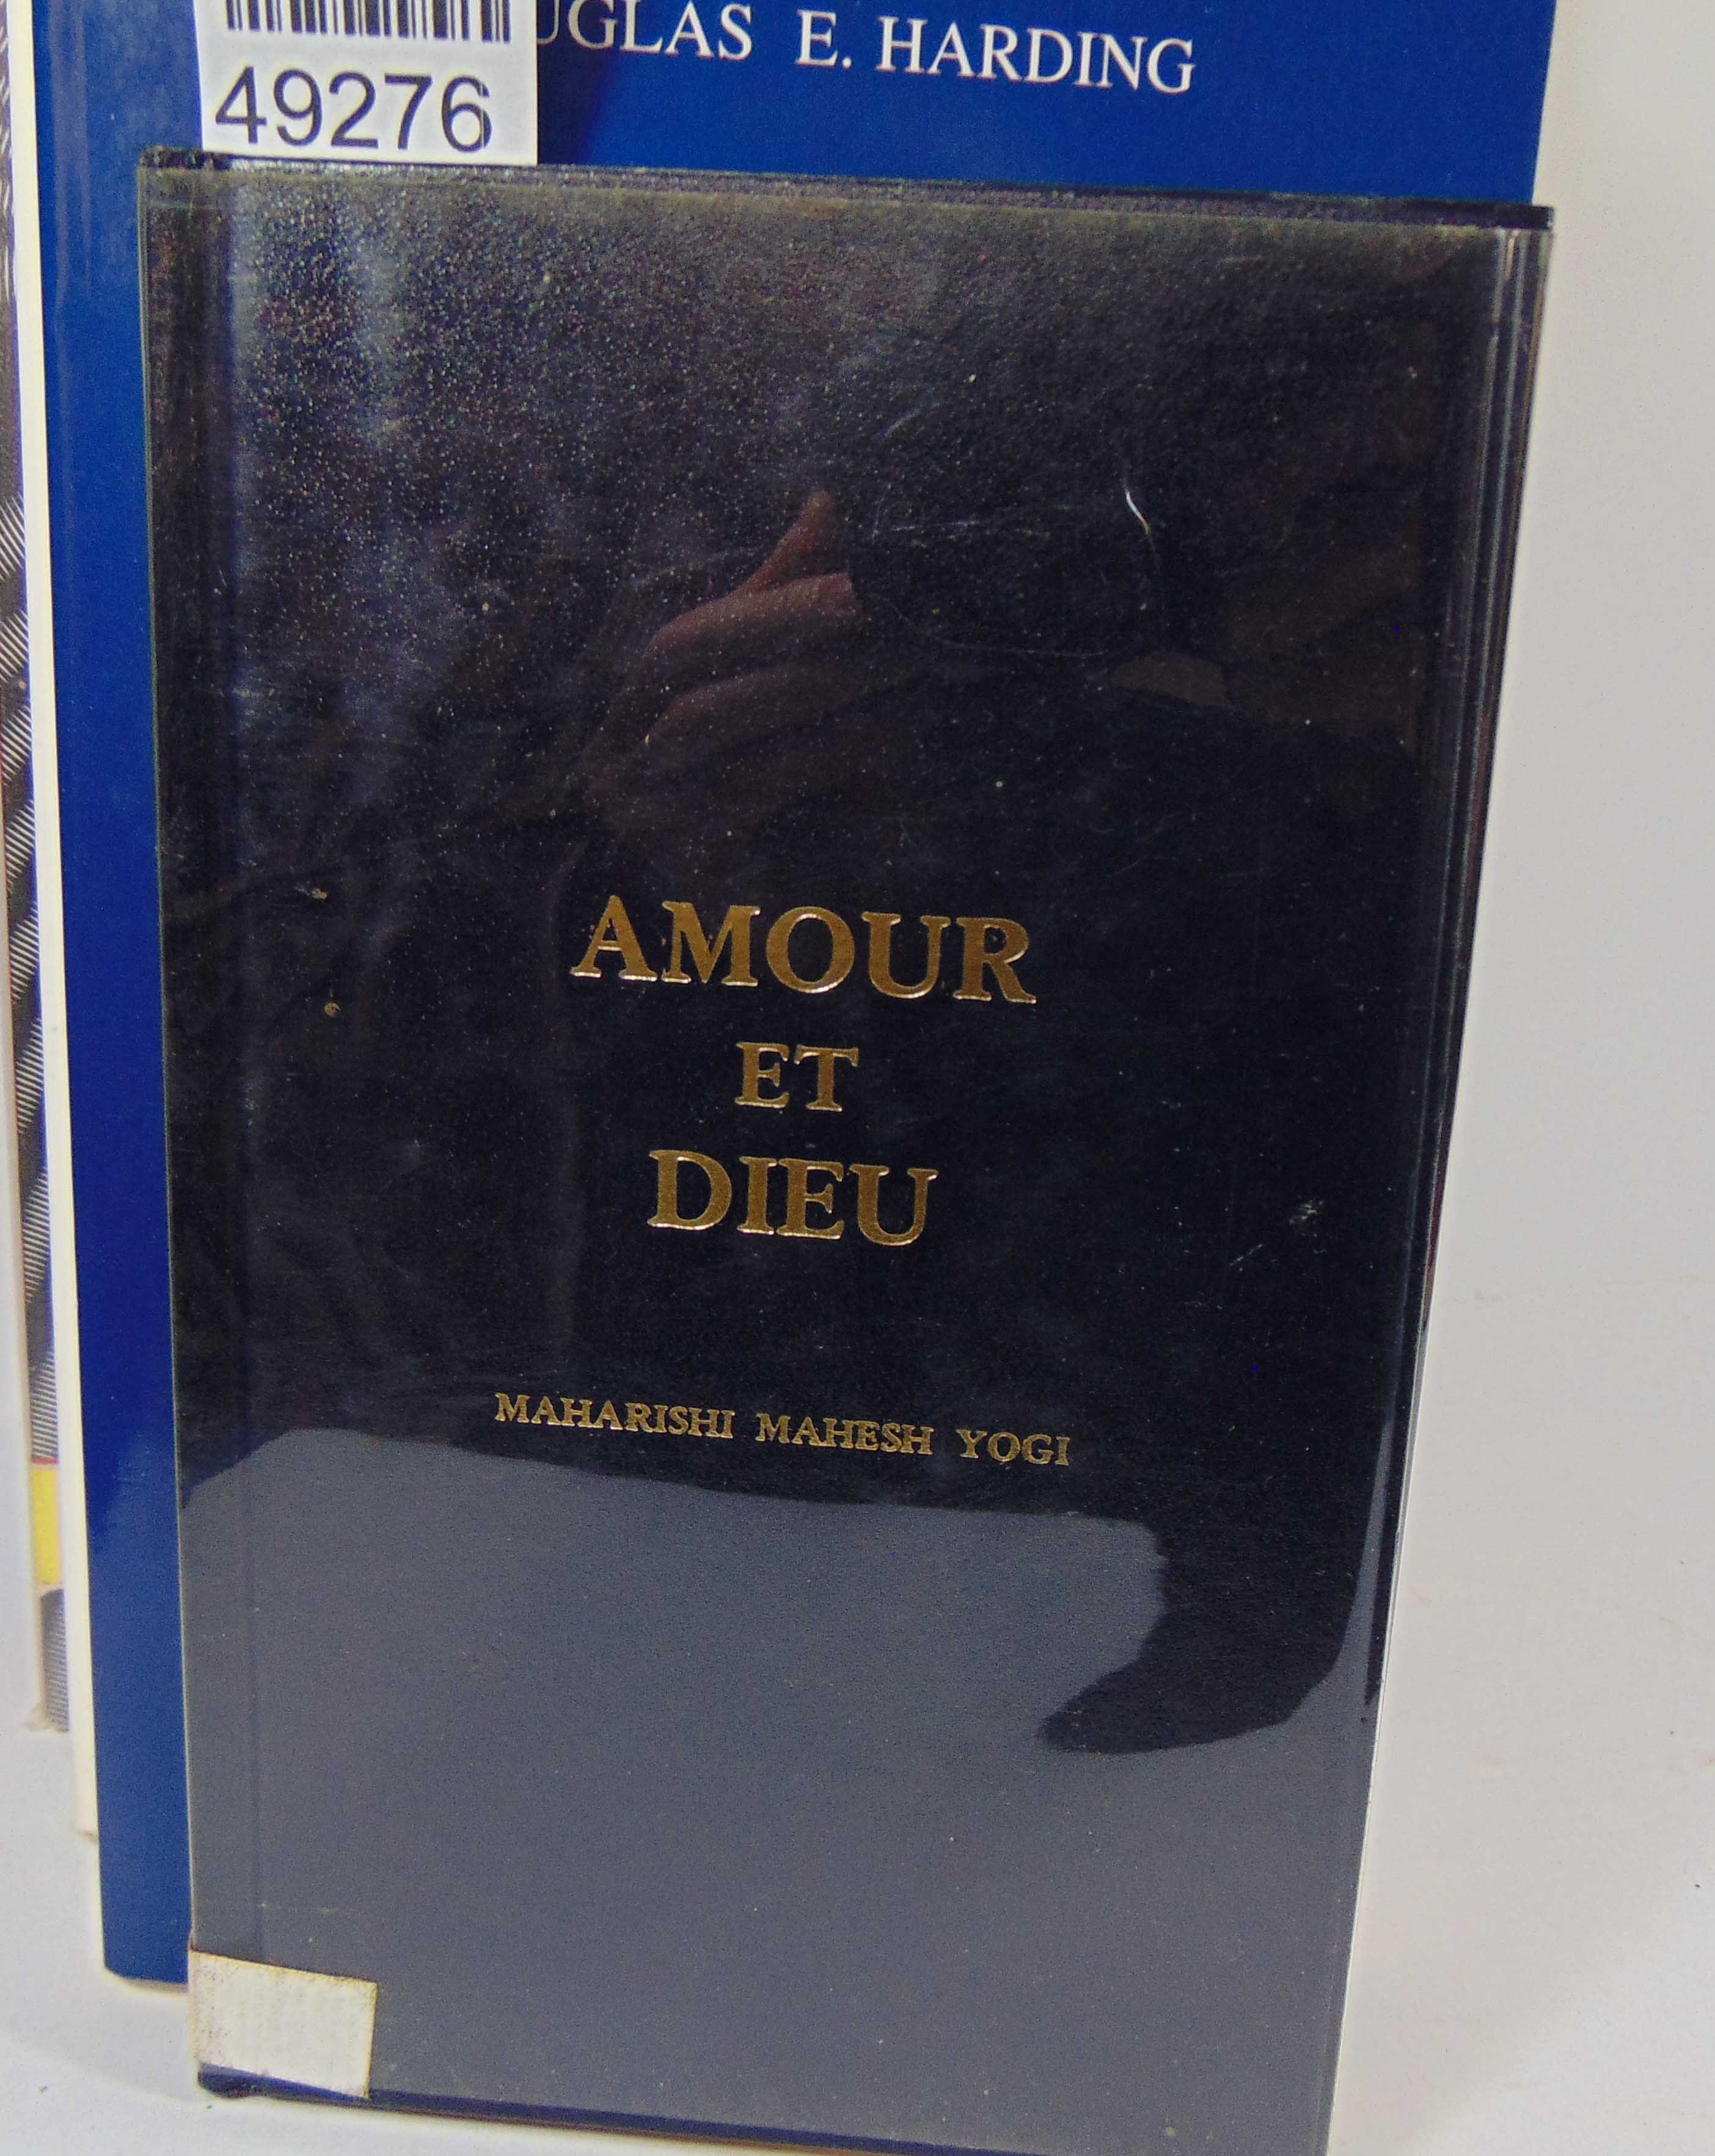 UGLAS E. HARDING
49276
AMOUR
ET
DIEU
MAHARISHI MAHESH YOGI